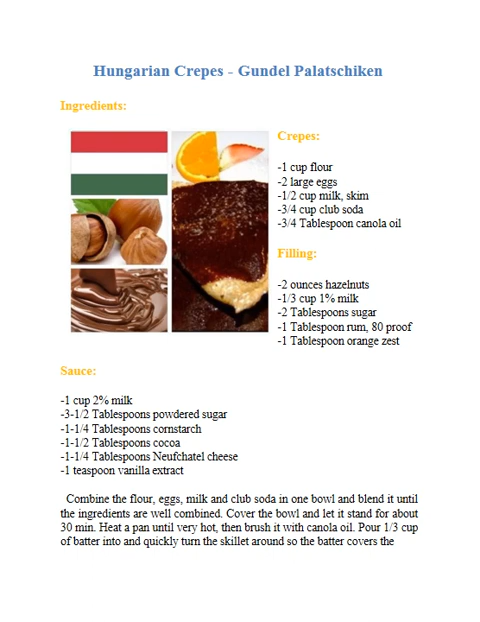 Hungarian Crepes - Gundel Palatschiken
Ingredients:
Crepes:
-1 cup flour
-2 large eggs
-1/2 cup milk, skim
-3/4 cup club soda
-3/4 Tablespoon canola oil
Filling:
-2 ounces hazelnuts
-1/3 cup 1% milk
-2 Tablespoons sugar
-1 Tablespoon rum, 80 proof
-1 Tablespoon orange zest
Sauce:
-1 cup 2% milk
-3-1/2 Tablespoons powdered sugar
-1-1/4 Tablespoons cornstarch
-1-1/2 Tablespoons cocoa
-1-1/4 Tablespoons Neufchatel cheese
-1 teaspoon vanilla extract
Combine the flour, eggs, milk and club soda in one bowl and blend it until
the ingredients are well combined. Cover the bowl and let it stand for about
30 min. Heat a pan until very hot, then brush it with canola oil. Pour 1/3 cup
of batter into and quickly turn the skillet around so the batter covers the